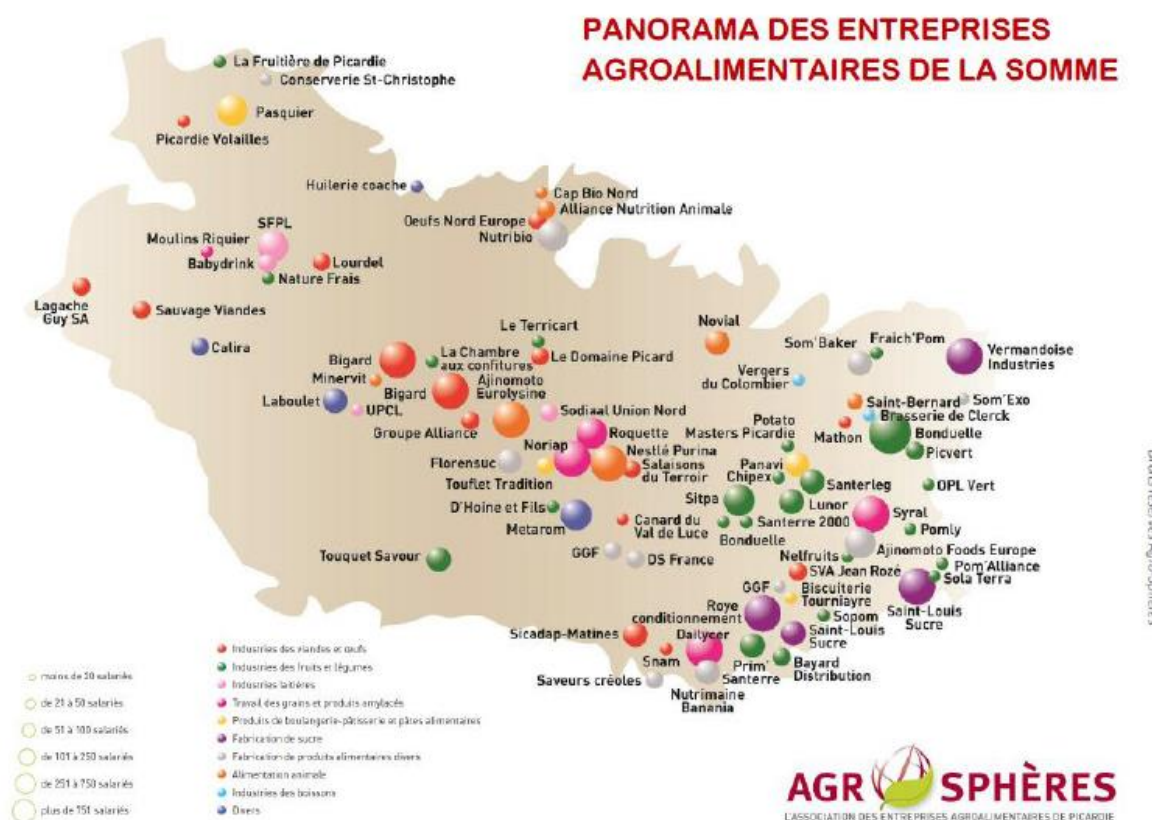 PANORAMA DES ENTREPRISES
AGROALIMENTAIRES DE LA SOMME
La Fruitière de Picardie
Conserverie St-Christophe
Pasquier
Picardie Volailles
Huilerie coache
Cap Bio Nord
Alliance Nutrition Animale
Oeufs Nord Europe
Nutribio
SFPL
Moulins Riquier
Babydrink
Lourdel
Nature Frais
Lagache
Guy SA
Sauvage Viandes
Calira
Le Terricart
Novial
Som'Baker
Fraich'Pom
Bigard
La Chambre
aux confitures
Le Domaine Picard
Vermandoise
Industries
Minervit
Bigard
Ajinomoto
Eurolysine
Vergers
du Colombier
Laboulet
UPCL
Sodiaal Union Nord
Saint-Bernard
Som'Exo
Brasserie de Clerck
Groupe Alliance
Roquette
Potato
Masters Picardie
Mathon
Bonduelle
Noriap
Nestlé Purina
Picvert
Florensuc
Salaisons
du Terroir
Panavi
Chipex
Touflet Tradition
Santerleg
OPL Vert
D'Hoine et Fils
Sitpa
Lunor
Metarom
Canard du
Val de Luce
Bonduelle
Santerre 2000
Syral
Pomly
Touquet Savour
GGF
DS France
Nelfruits
Ajinomoto Foods Europe
SVA Jean Rozé
Pom'Alliance
Sola Terra
GGF
Biscuiterie
Tourniayre
Roye
conditionnement
Sopom
Saint-Louis
Sucre
Sicadap-Matines
Dailycer
Saint-Louis
Sucre
Snam
Prim'
Santerre
Bayard
Distribution
Saveurs créoles
Nutrimaine
Banania
moins de 20 salariés
de 21 à 50 salariés
de 51 à 100 salariés
de 101 à 250 salariés
de 251 à 750 salariés
plus de 751 salariés
Industries des viandes et œufs
Industries des fruits et légumes
Industries laitières
Travail des grains et produits amylacés
Produits de boulangerie-pâtisserie et pâtes alimentaires
Fabrication de sucre
Fabrication de produits alimentaires divers
Alimentation animale
Industries des boissons
Divers
AGROSPHÈRES
L'ASSOCIATION DES ENTREPRISES AGROALIMENTAIRES DE PICARDIE